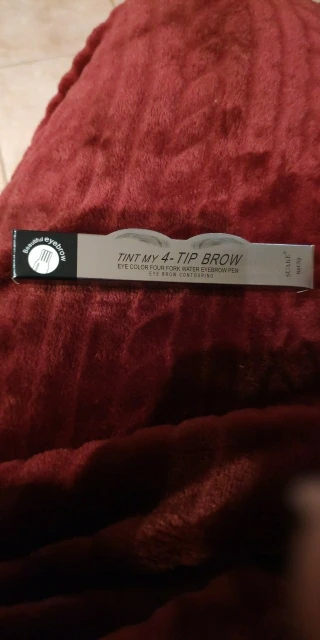 Beautiful eyebrow
TINT MY 4-TIP BROW
EYE COLOR FOUR FORK WATER EYEBROW PEN
EYE BROW CONTOURING